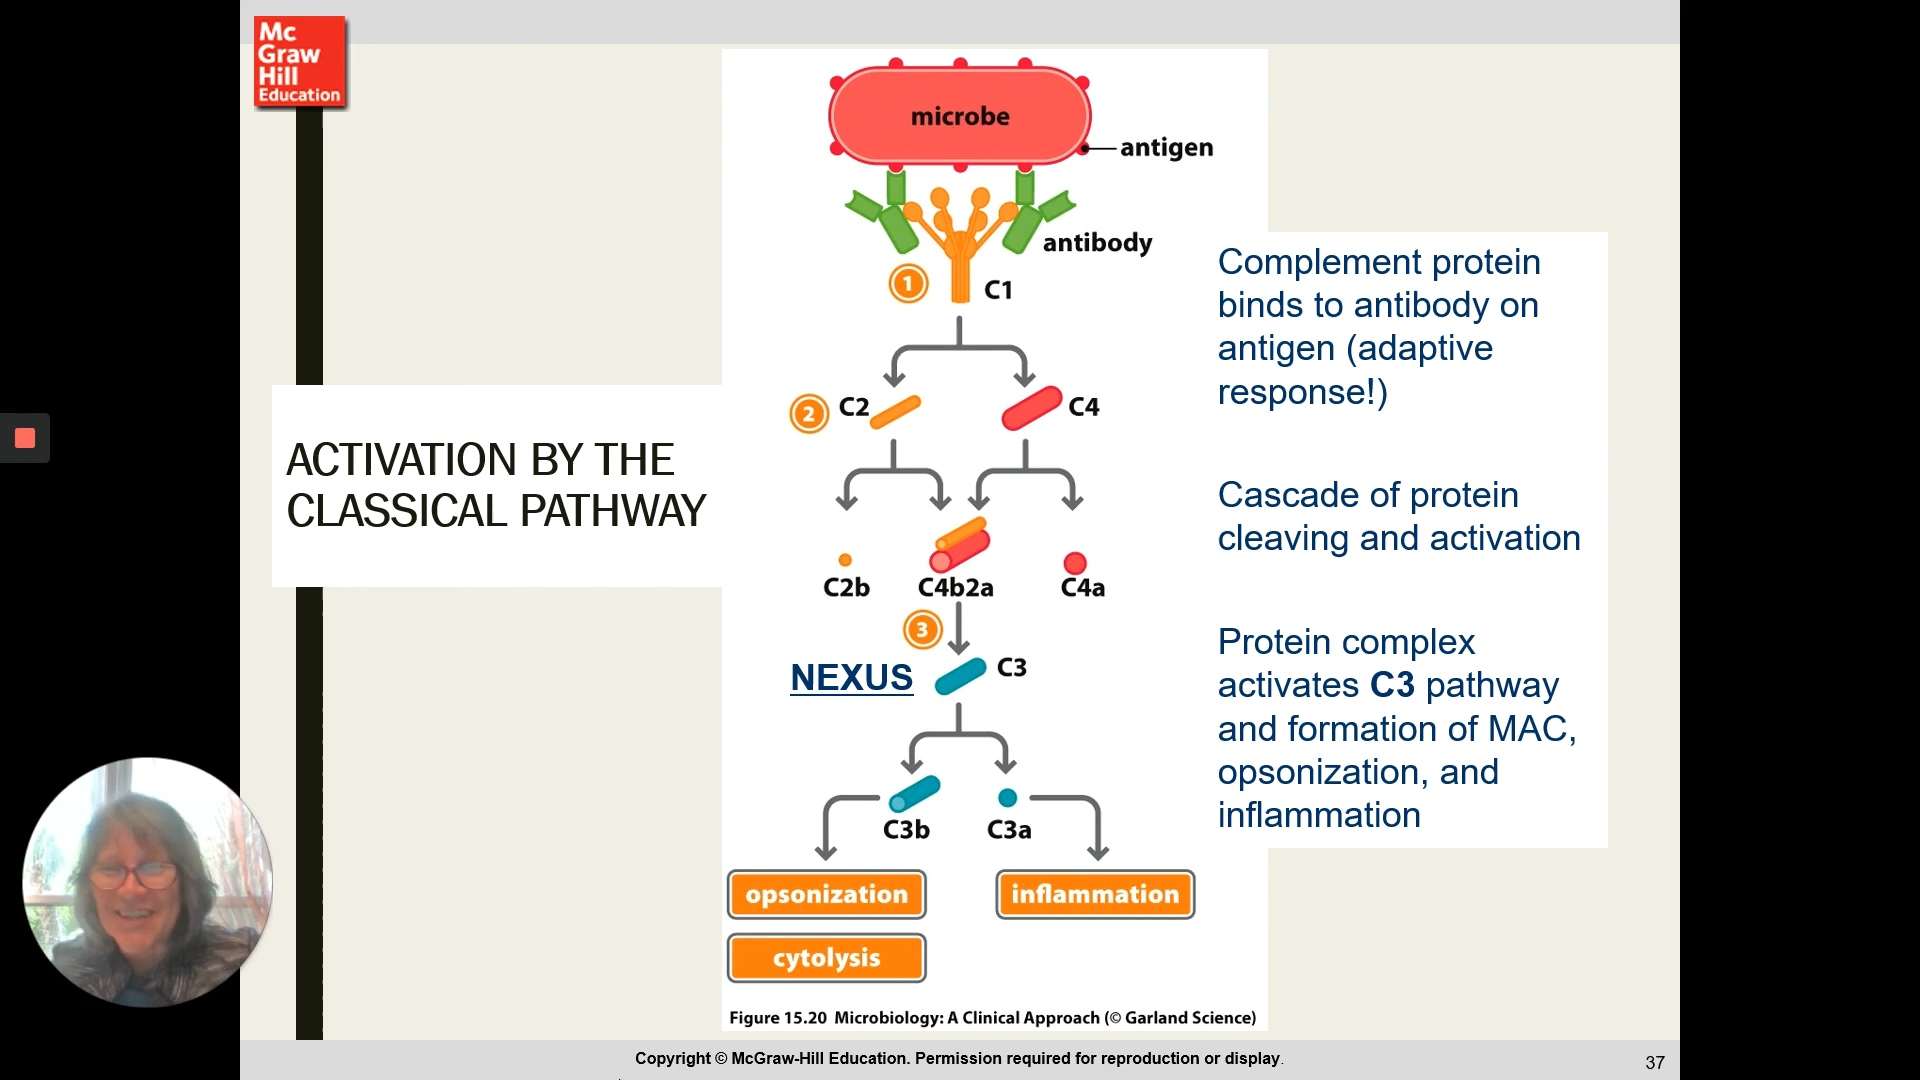 Mc
Graw
Hill
Education
microbe
antigen
antibody
1
C1
2
C2
C4
C2b
C4b2a
C4a
3
NEXUS
C3
C3b
C3a
opsonization
inflammation
cytolysis
Figure 15.20 Microbiology: A Clinical Approach (© Garland Science)
ACTIVATION BY THE
CLASSICAL PATHWAY
Complement protein
binds to antibody on
antigen (adaptive
response!)
Cascade of protein
cleaving and activation
Protein complex
activates C3 pathway
and formation of MAC,
opsonization, and
inflammation
Copyright © McGraw-Hill Education. Permission required for reproduction or display.
37